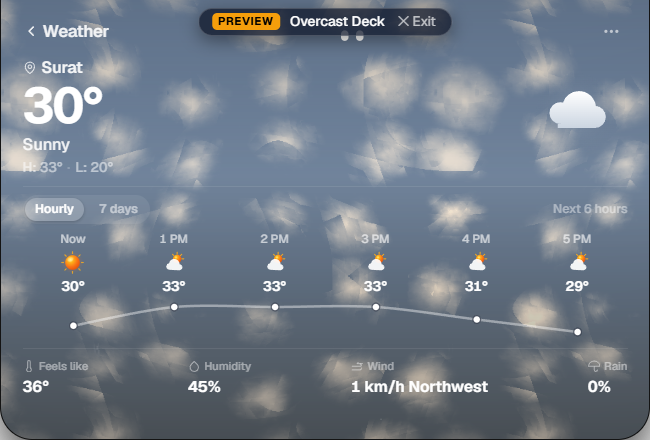 PREVIEW Overcast Deck Exit
Weather
Surat
30°
Sunny
H: 33° · L: 20°
Hourly 7 days Next 6 hours
Now 1 PM 2 PM 3 PM 4 PM 5 PM
30° 33° 33° 33° 31° 29°
Feels like Humidity Wind Rain
36° 45% 1 km/h Northwest 0%